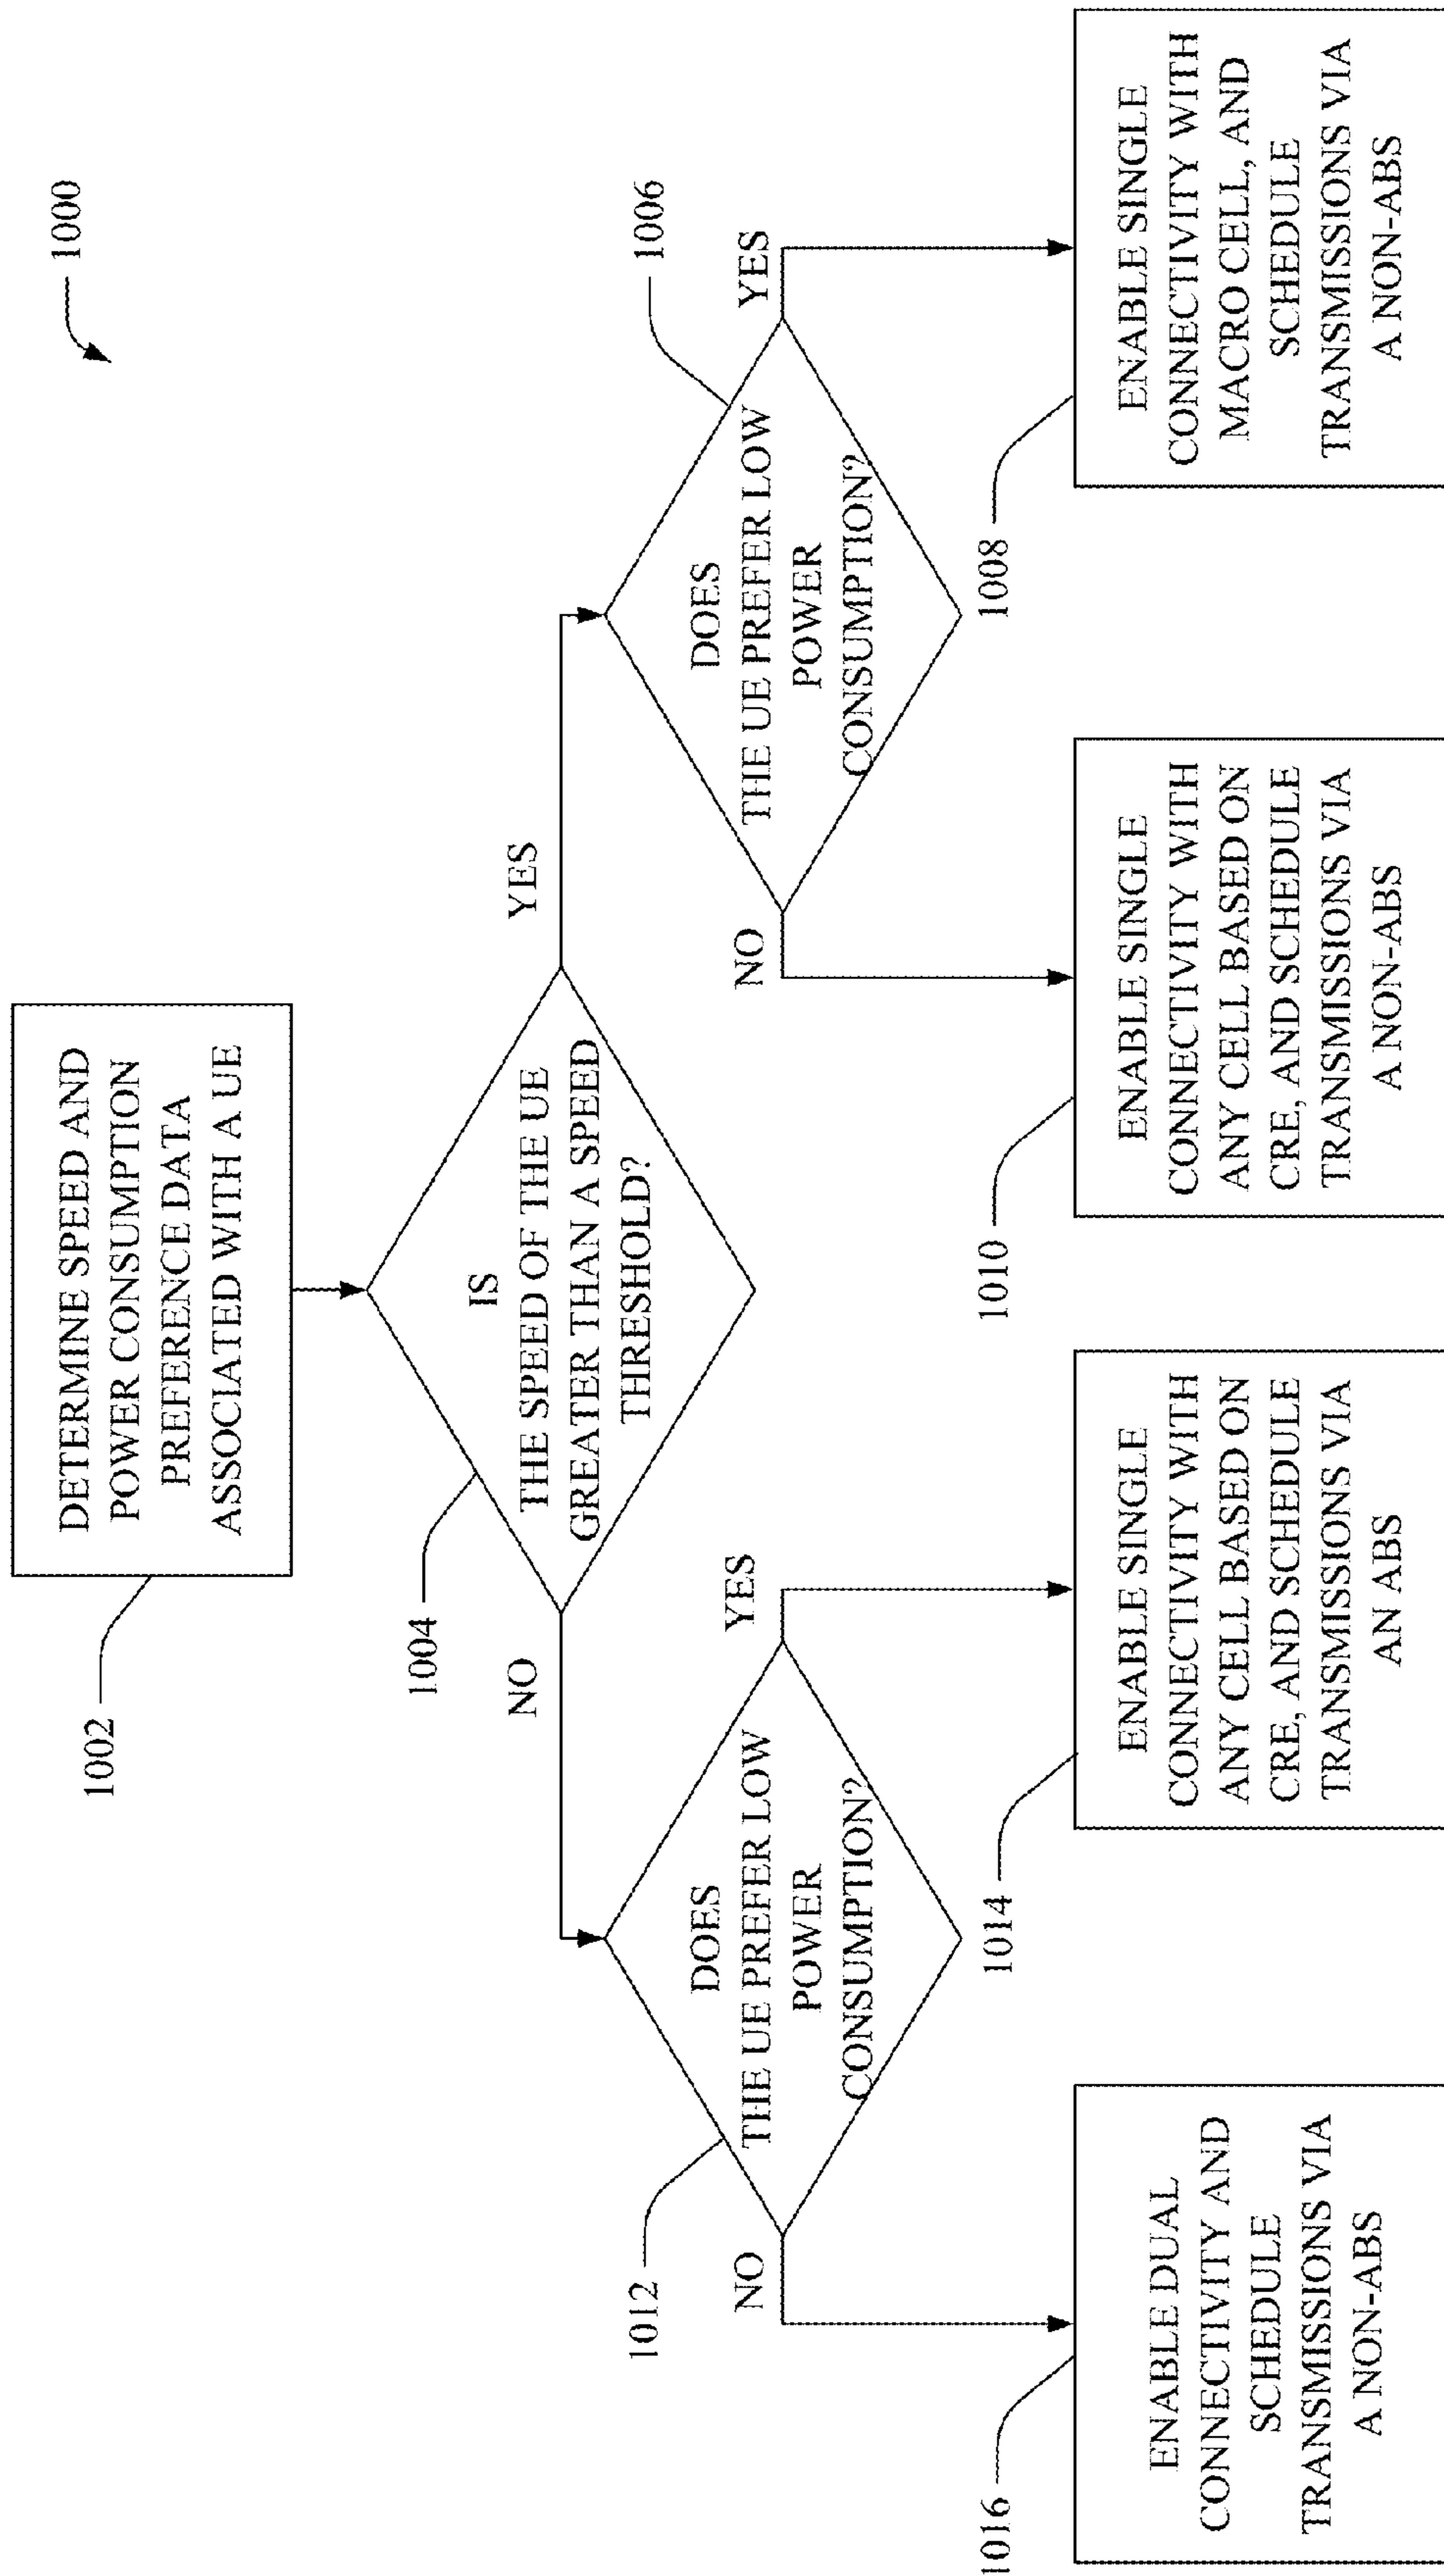 1000
DETERMINE SPEED AND
POWER CONSUMPTION
PREFERENCE DATA
ASSOCIATED WITH A UE
1002
IS
THE SPEED OF THE UE
GREATER THAN A SPEED
THRESHOLD?
1004
NO
YES
DOES
THE UE PREFER LOW
POWER
CONSUMPTION?
1012
NO
YES
DOES
THE UE PREFER LOW
POWER
CONSUMPTION?
1006
NO
YES
1016
ENABLE DUAL
CONNECTIVITY AND
SCHEDULE
TRANSMISSIONS VIA
A NON-ABS
1014
ENABLE SINGLE
CONNECTIVITY WITH
ANY CELL BASED ON
CRE, AND SCHEDULE
TRANSMISSIONS VIA
AN ABS
1010
ENABLE SINGLE
CONNECTIVITY WITH
ANY CELL BASED ON
CRE, AND SCHEDULE
TRANSMISSIONS VIA
A NON-ABS
1008
ENABLE SINGLE
CONNECTIVITY WITH
MACRO CELL, AND
SCHEDULE
TRANSMISSIONS VIA
A NON-ABS